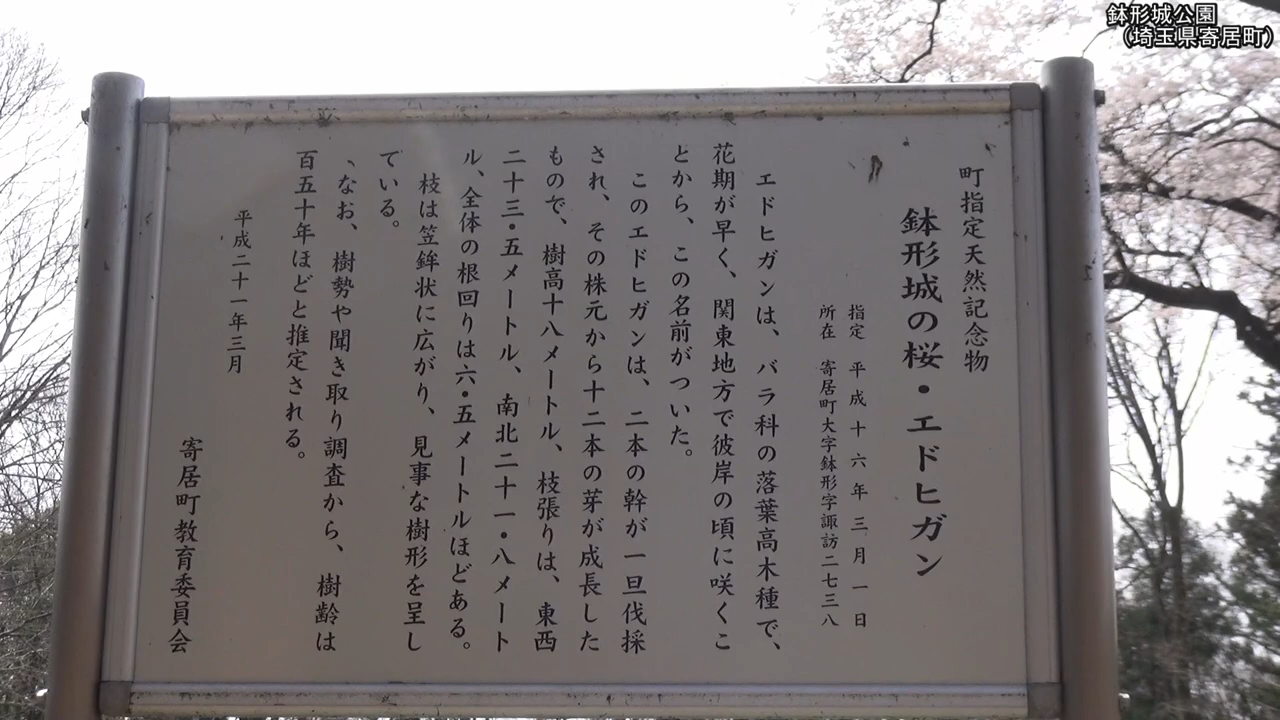 鉢形城公園
(埼玉県寄居町)
町指定天然記念物
鉢形城の桜・エドヒガン
指定 平成十六年三月一日
所在 寄居町大字鉢形字諏訪二七三八
エドヒガンは、バラ科の落葉高木種で、
花期が早く、関東地方で彼岸の頃に咲くこ
とから、この名前がついた。
このエドヒガンは、二本の幹が一旦伐採
され、その株元から十二本の芽が成長した
もので、樹高十八メートル、枝張りは、東西
二十三・五メートル、南北二十一・八メート
ル、全体の根回りは六・五メートルほどある。
枝は笠鉾状に広がり、見事な樹形を呈し
ている。
、なお、樹勢や聞き取り調査から、樹齢は
百五十年ほどと推定される。
平成二十一年三月
寄居町教育委員会